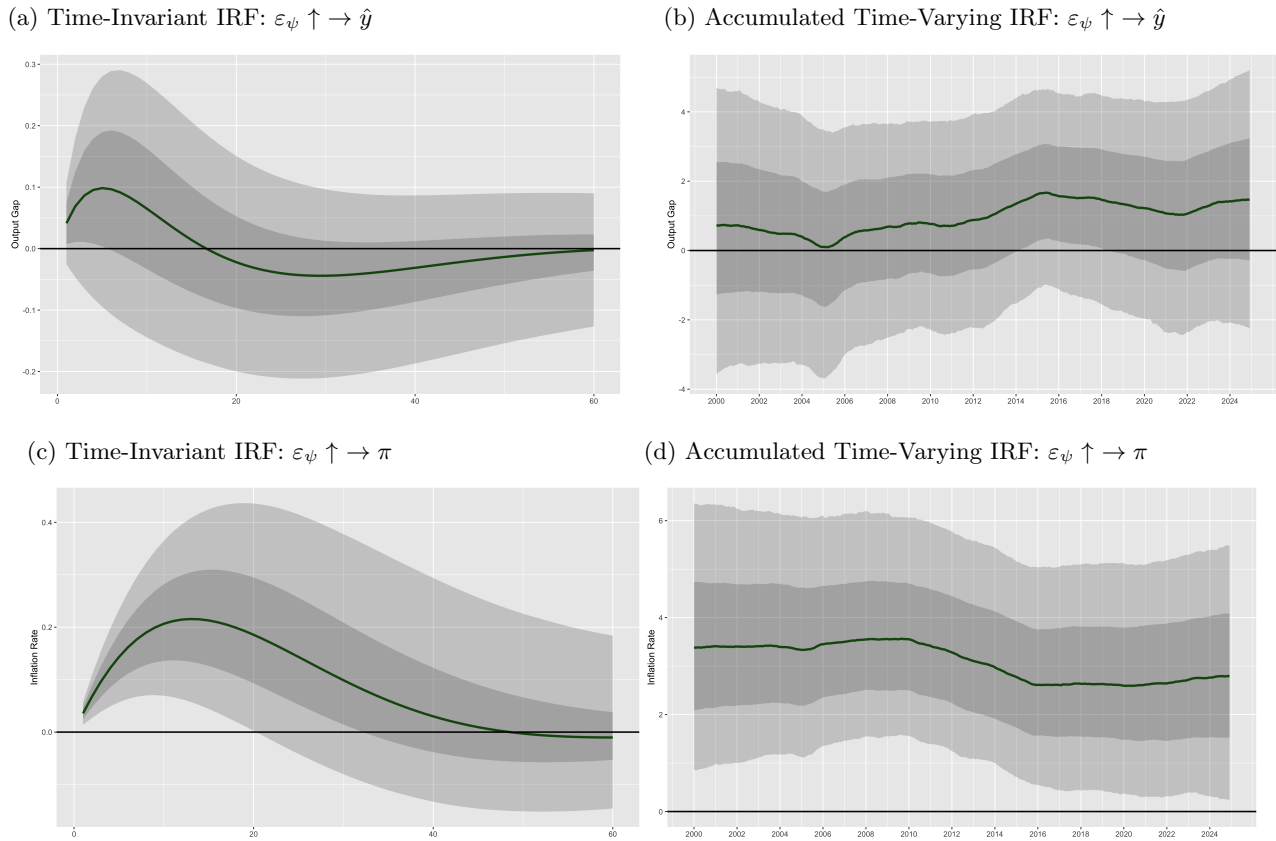 (a) Time-Invariant IRF: εψ ↑ → ŷ
(b) Accumulated Time-Varying IRF: εψ ↑ → ŷ
Output Gap
0.3
0.2
0.1
0.0
-0.1
-0.2
0 20 40 60
Output Gap
4
2
0
-2
-4
2000 2002 2004 2006 2008 2010 2012 2014 2016 2018 2020 2022 2024
(c) Time-Invariant IRF: εψ ↑ → π
(d) Accumulated Time-Varying IRF: εψ ↑ → π
Inflation Rate
0.4
0.2
0.0
0 20 40 60
Inflation Rate
6
4
2
0
2000 2002 2004 2006 2008 2010 2012 2014 2016 2018 2020 2022 2024